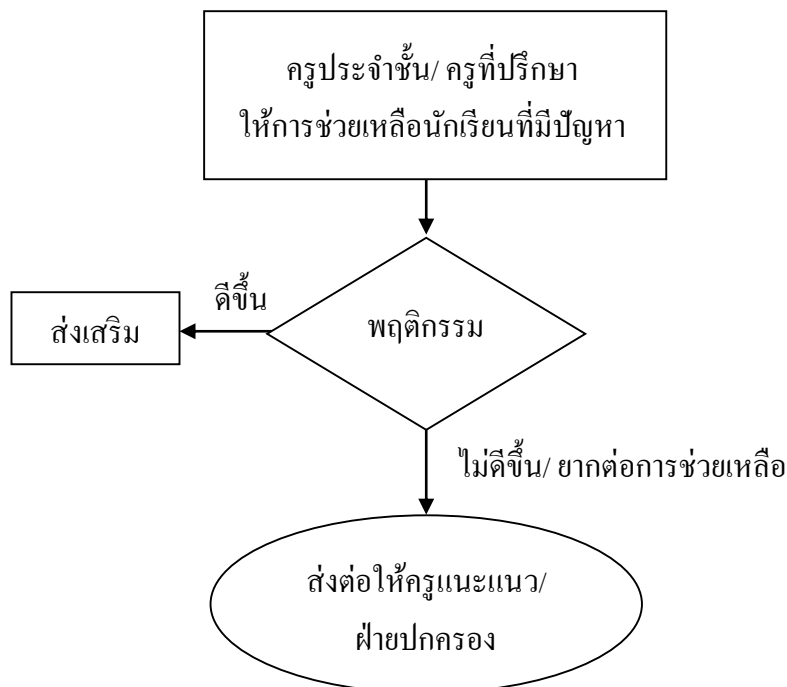 ครูประจำชั้น/ ครูที่ปรึกษา
ให้การช่วยเหลือนักเรียนที่มีปัญหา
ดีขึ้น
ส่งเสริม
พฤติกรรม
ไม่ดีขึ้น/ ยากต่อการช่วยเหลือ
ส่งต่อให้ครูแนะแนว/
ฝ่ายปกครอง